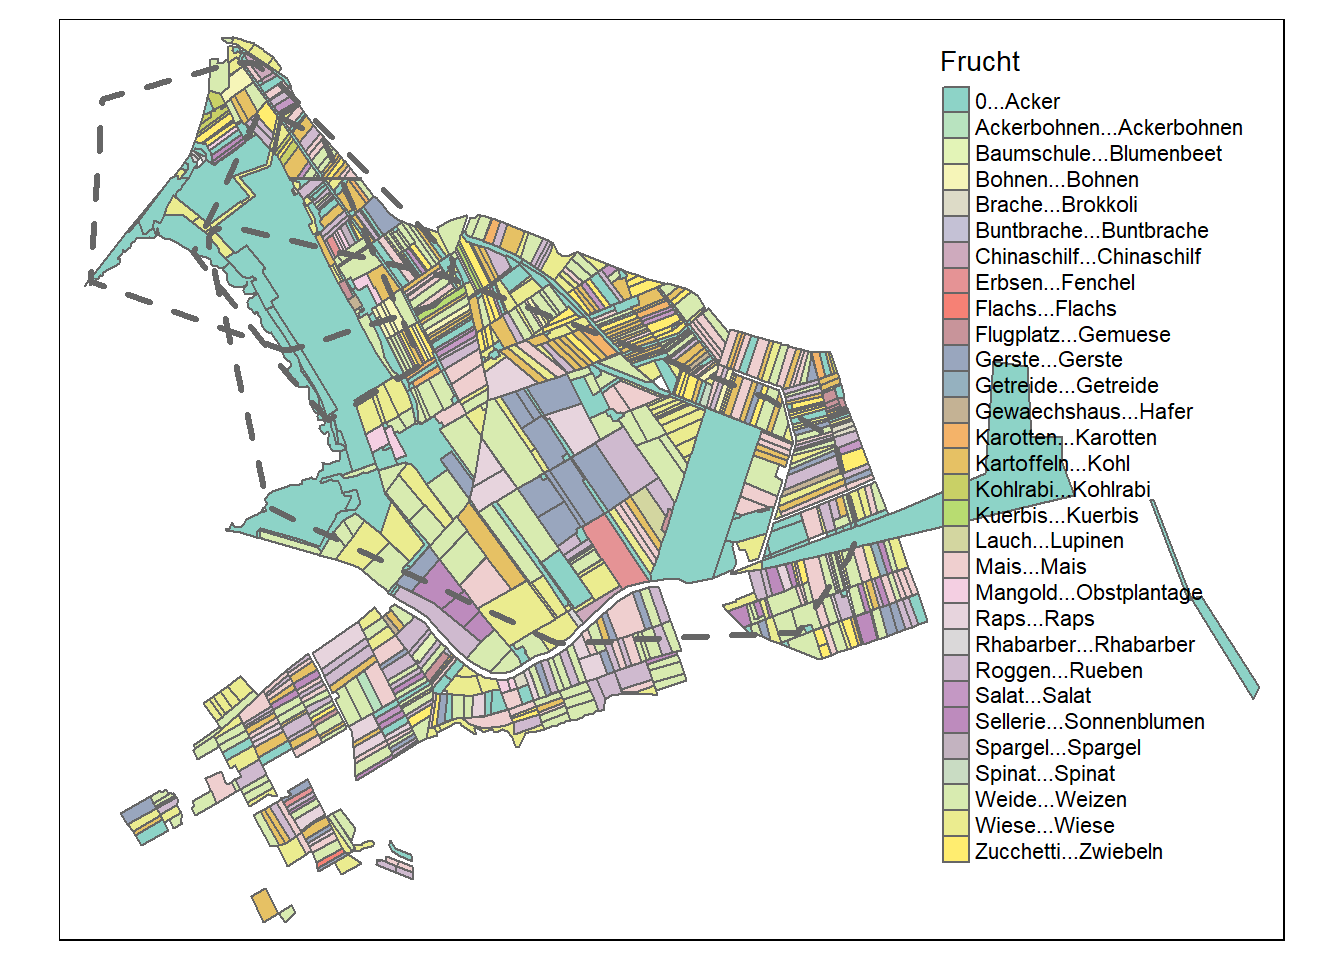 Frucht
0...Acker
Ackerbohnen...Ackerbohnen
Baumschule...Blumenbeet
Bohnen...Bohnen
Brache...Brokkoli
Buntbrache...Buntbrache
Chinaschilf...Chinaschilf
Erbsen...Fenchel
Flachs...Flachs
Flugplatz...Gemuese
Gerste...Gerste
Getreide...Getreide
Gewaechshaus...Hafer
Karotten...Karotten
Kartoffeln...Kohl
Kohlrabi...Kohlrabi
Kuerbis...Kuerbis
Lauch...Lupinen
Mais...Mais
Mangold...Obstplantage
Raps...Raps
Rhabarber...Rhabarber
Roggen...Rueben
Salat...Salat
Sellerie...Sonnenblumen
Spargel...Spargel
Spinat...Spinat
Weide...Weizen
Wiese...Wiese
Zucchetti...Zwiebeln